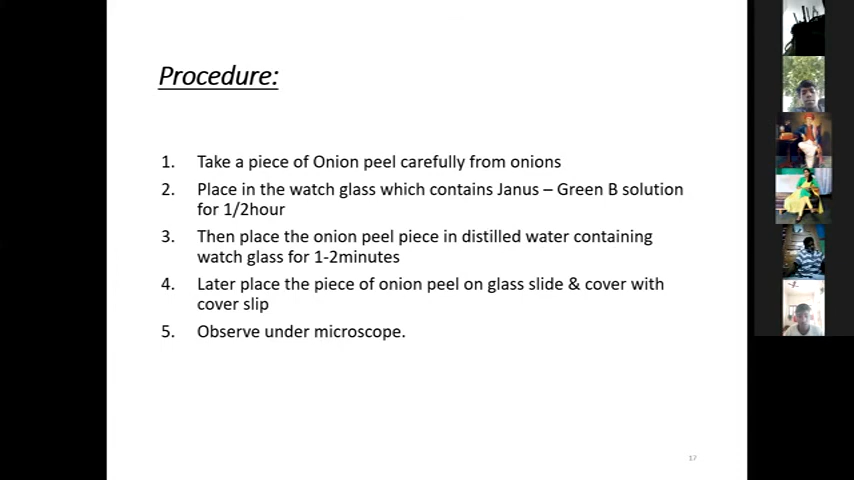 Procedure:
1. Take a piece of Onion peel carefully from onions
2. Place in the watch glass which contains Janus – Green B solution
for 1/2hour
3. Then place the onion peel piece in distilled water containing
watch glass for 1-2minutes
4. Later place the piece of onion peel on glass slide & cover with
cover slip
5. Observe under microscope.
17